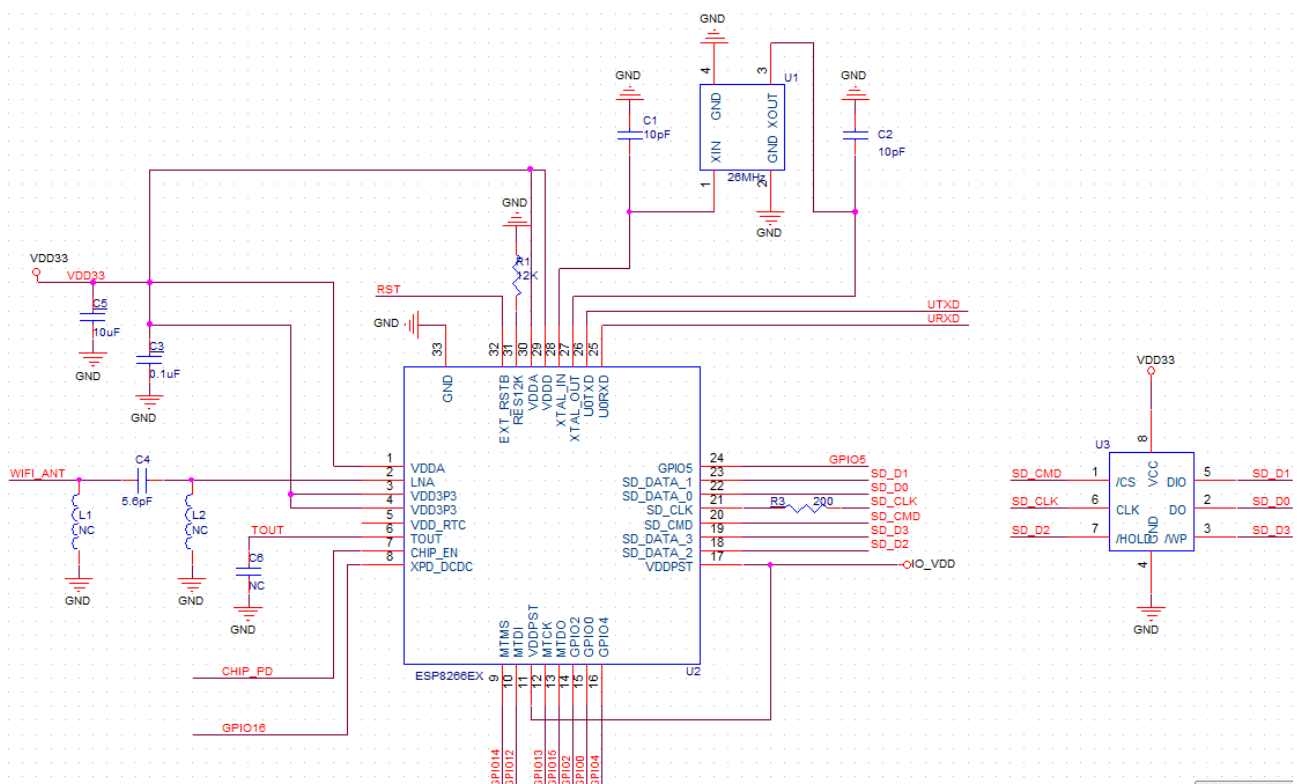 GND
4
3
U1
GND
XOUT
XIN
GND
26MHz
1
2
GND
GND
C1
10pF
GND
C2
10pF
GND
R1
12K
VDD33
VDD33
C5
10uF
GND
C3
0.1uF
GND
RST
GND
UTXD
URXD
33
32
31
30
29
28
27
26
25
GND
EXT_RSTB
RES12K
VDDA
VDDD
XTAL_IN
XTAL_OUT
U0TXD
U0RXD
WIFI_ANT
C4
5.6pF
L1
NC
GND
L2
NC
GND
TOUT
C6
NC
GND
CHIP_PD
GPIO16
1 VDDA
2 LNA
3 VDD3P3
4 VDD3P3
5 VDD_RTC
6 TOUT
7 CHIP_EN
8 XPD_DCDC
GPIO5 24 GPIO5
SD_DATA_1 23 SD_D1
SD_DATA_0 22 SD_D0
SD_CLK 21 R3 200 SD_CLK
SD_CMD 20 SD_CMD
SD_DATA_3 19 SD_D3
SD_DATA_2 18 SD_D2
VDDPST 17 IO_VDD
MTMS
MTDI
VDDPST
MTCK
MTDO
GPIO2
GPIO0
GPIO4
ESP8266EX
U2
9
10
11
12
13
14
15
16
GPIO14
GPIO12
GPIO13
GPIO15
GPIO2
GPIO0
GPIO4
VDD33
U3
8
VCC
SD_CMD 1 /CS DIO 5 SD_D1
SD_CLK 6 CLK DO 2 SD_D0
SD_D2 7 /HOLD /WP 3 SD_D3
GND
4
GND